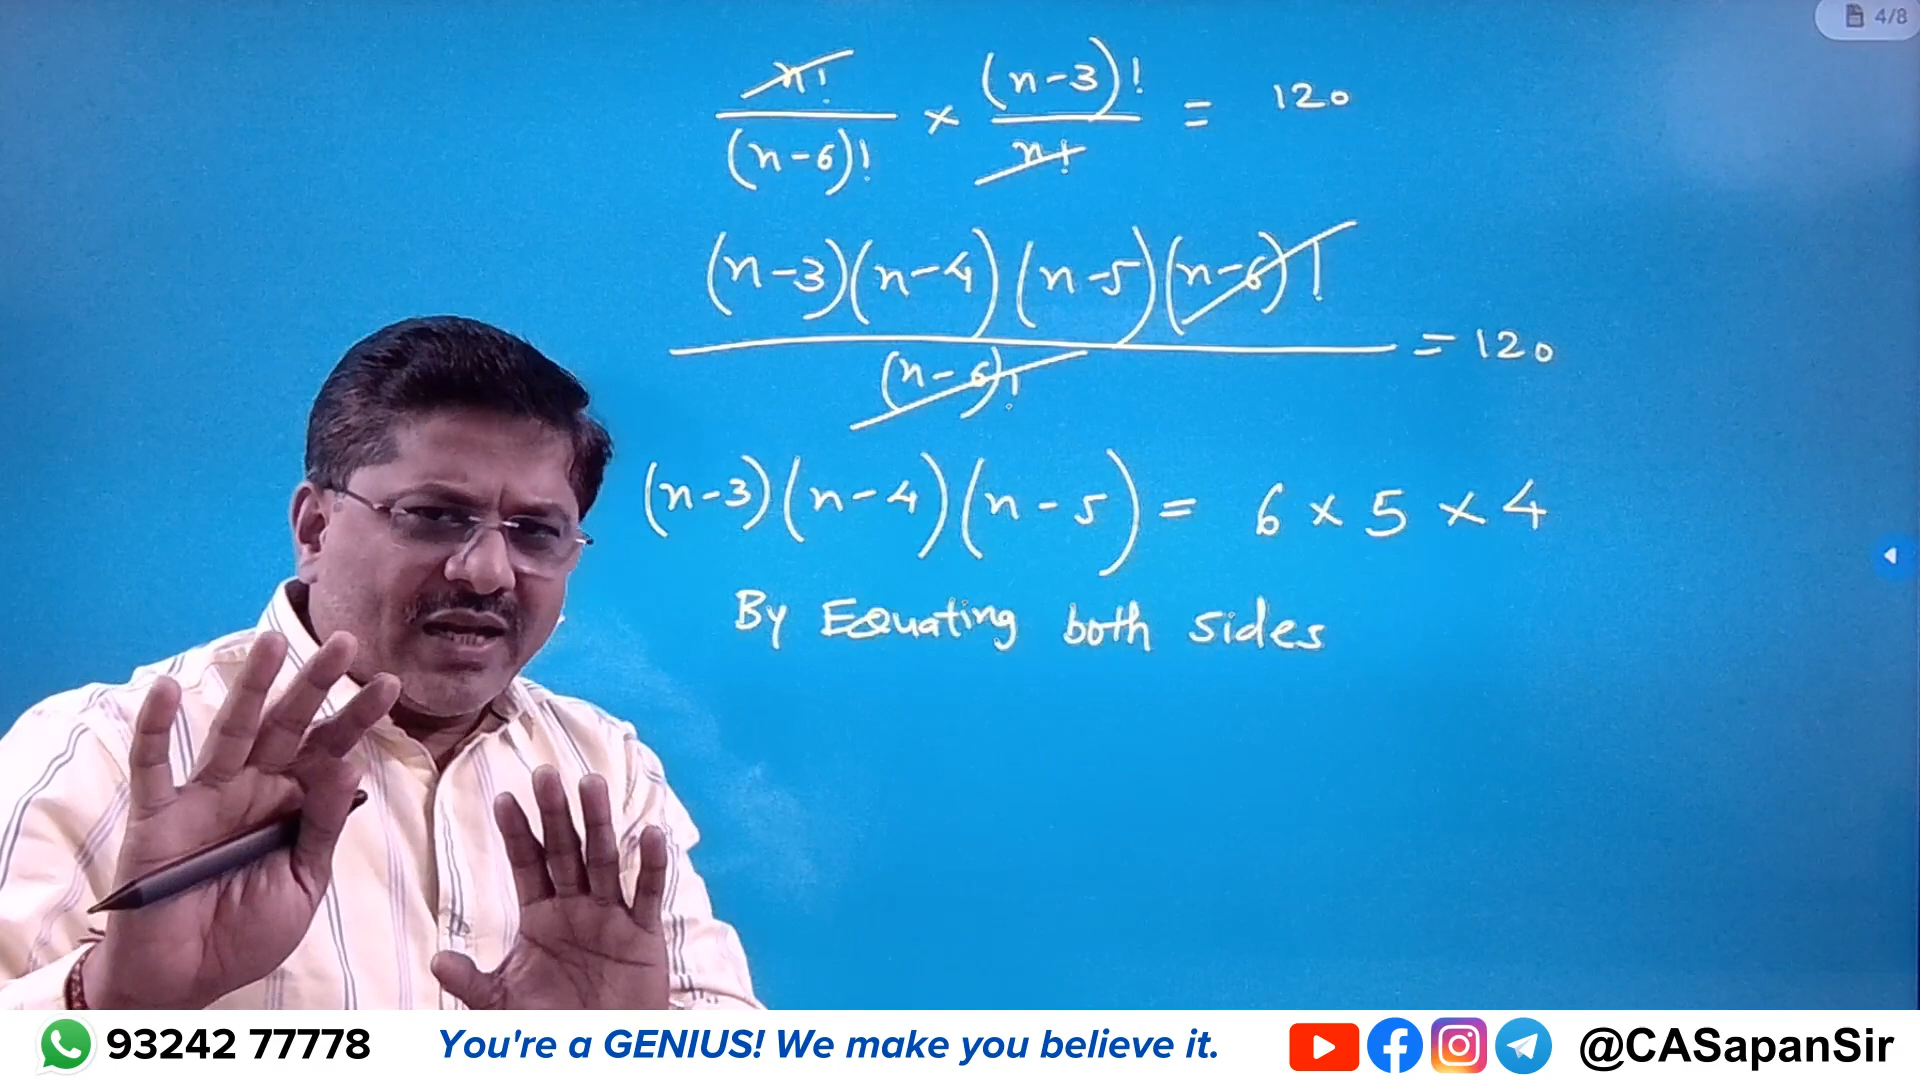 4/8
n!/(n-6)! × (n-3)!/n! = 120
(n-3)(n-4)(n-5)(n-6)!/(n-6)! = 120
(n-3)(n-4)(n-5) = 6 × 5 × 4
By Equating both sides
93242 77778 You're a GENIUS! We make you believe it. @CASapanSir